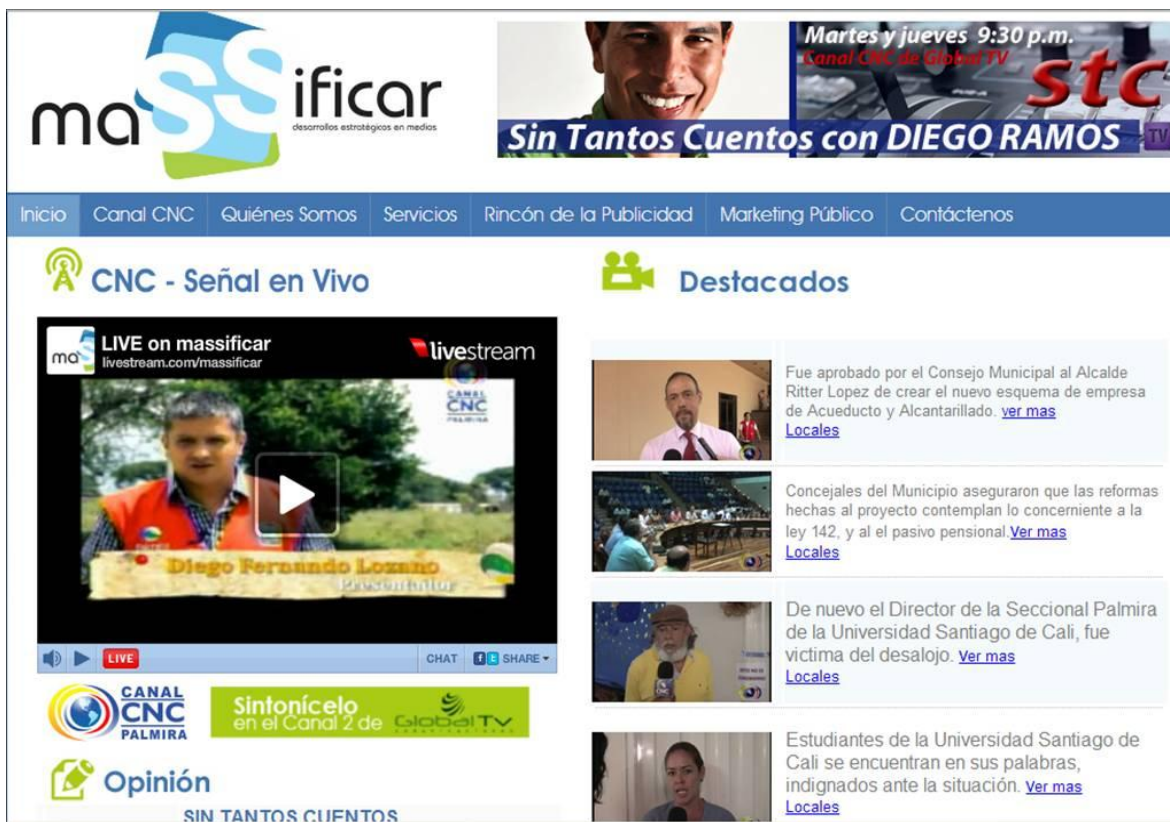 maSSificar
desarrollos estratégicos en medios
Martes y jueves 9:30 p.m.
Canal CNC de Global TV
stc
Sin Tantos Cuentos con DIEGO RAMOS
TV
Inicio
Canal CNC
Quiénes Somos
Servicios
Rincón de la Publicidad
Marketing Público
Contáctenos
CNC - Señal en Vivo
maS
LIVE on massificar
livestream.com/massificar
livestream
CANAL
CNC
PALMIRA
Diego Fernando Lozano
Presentador
LIVE
CHAT
SHARE
CANAL
CNC
PALMIRA
Sintonícelo
en el Canal 2 de
GlobalTV
Opinión
SIN TANTOS CUENTOS
Destacados
Fue aprobado por el Consejo Municipal al Alcalde
Ritter Lopez de crear el nuevo esquema de empresa
de Acueducto y Alcantarillado. ver mas
Locales
Concejales del Municipio aseguraron que las reformas
hechas al proyecto contemplan lo concerniente a la
ley 142, y al el pasivo pensional.Ver mas
Locales
De nuevo el Director de la Seccional Palmira
de la Universidad Santiago de Cali, fue
victima del desalojo. Ver mas
Locales
Estudiantes de la Universidad Santiago de
Cali se encuentran en sus palabras,
indignados ante la situación. Ver mas
Locales